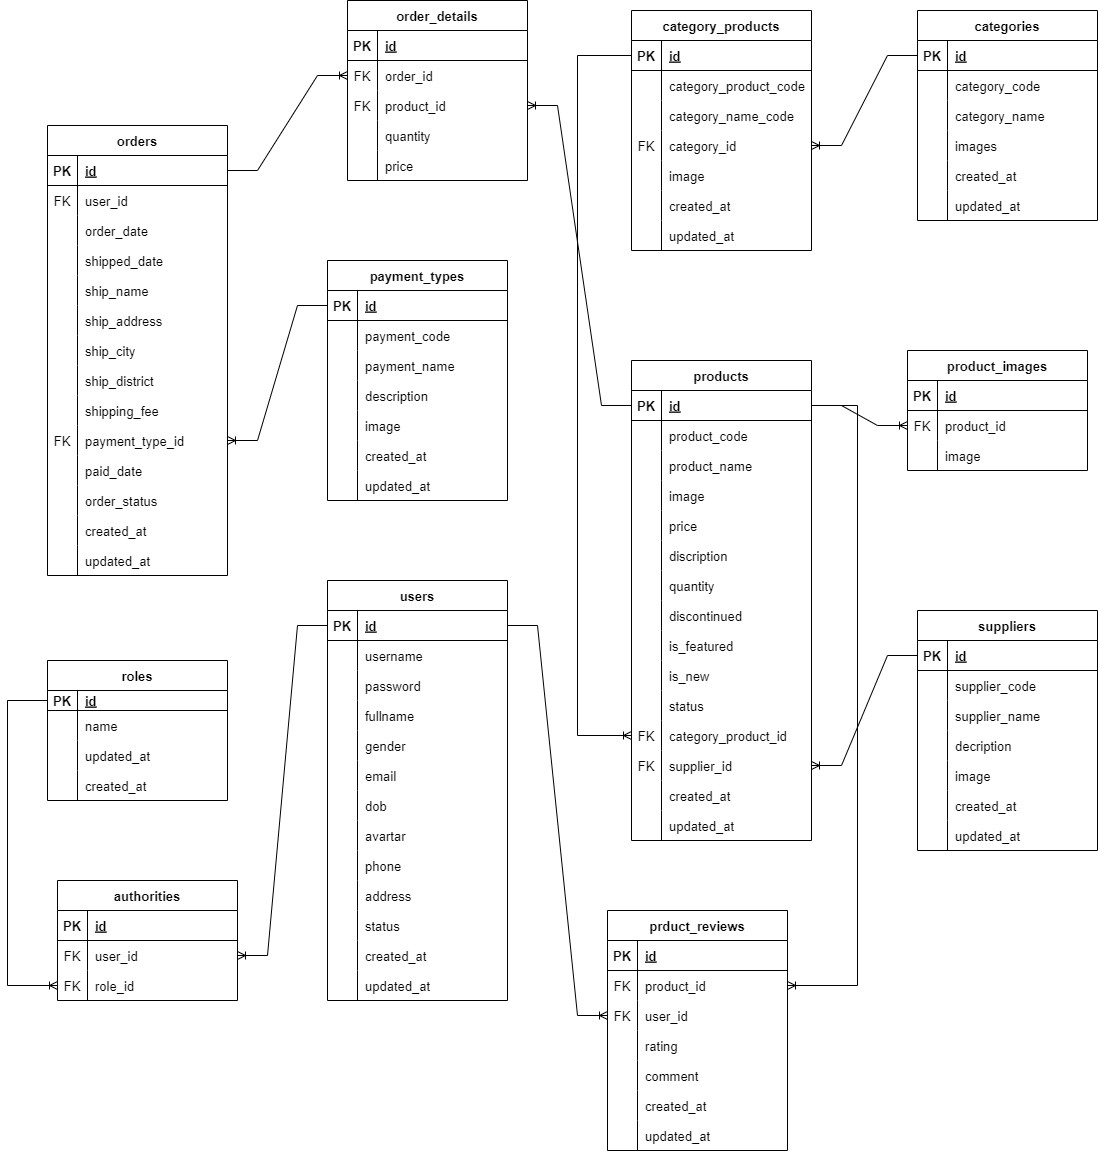 order_details
PK id
FK order_id
FK product_id
quantity
price
category_products
PK id
category_product_code
category_name_code
FK category_id
image
created_at
updated_at
categories
PK id
category_code
category_name
images
created_at
updated_at
orders
PK id
FK user_id
order_date
shipped_date
ship_name
ship_address
ship_city
ship_district
shipping_fee
FK payment_type_id
paid_date
order_status
created_at
updated_at
payment_types
PK id
payment_code
payment_name
description
image
created_at
updated_at
products
PK id
product_code
product_name
image
price
discription
quantity
discontinued
is_featured
is_new
status
FK category_product_id
FK supplier_id
created_at
updated_at
product_images
PK id
FK product_id
image
users
PK id
username
password
fullname
gender
email
dob
avartar
phone
address
status
created_at
updated_at
suppliers
PK id
supplier_code
supplier_name
decription
image
created_at
updated_at
roles
PK id
name
updated_at
created_at
authorities
PK id
FK user_id
FK role_id
prduct_reviews
PK id
FK product_id
FK user_id
rating
comment
created_at
updated_at